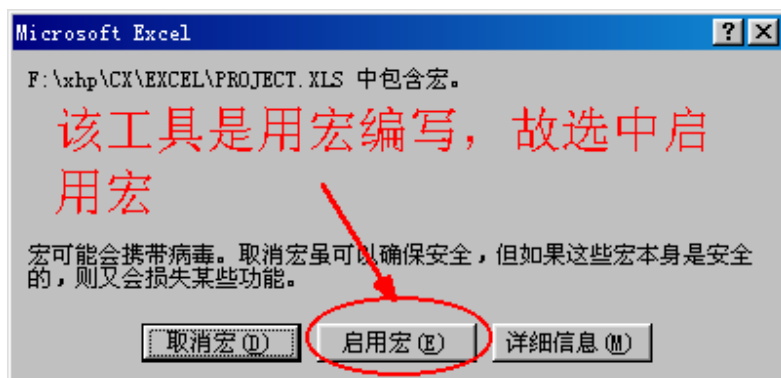 Microsoft Excel
F:\xhp\CX\EXCEL\PROJECT.XLS 中包含宏。
该工具是用宏编写，故选中启
用宏
宏可能会携带病毒。取消宏虽可以确保安全，但如果这些宏本身是安全
的，则又会损失某些功能。
取消宏(D) 启用宏(E) 详细信息(M)